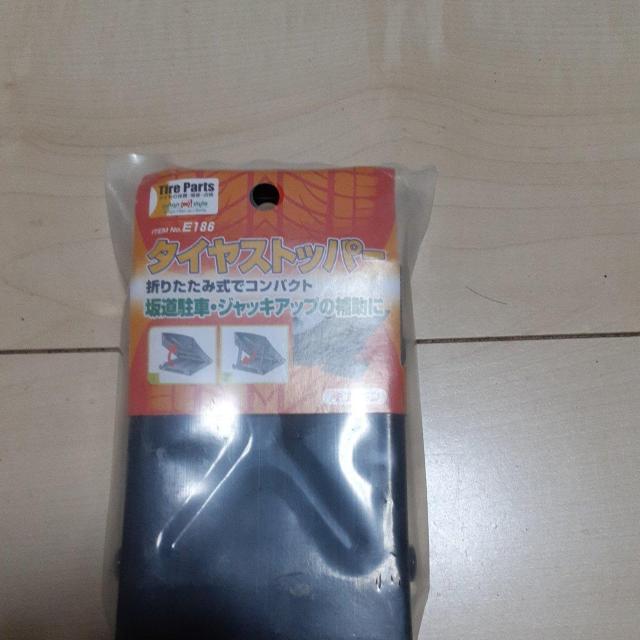 Tire Parts
ITEM No. E186
タイヤストッパー
折りたたみ式でコンパクト
坂道駐車・ジャッキアップの補助に。